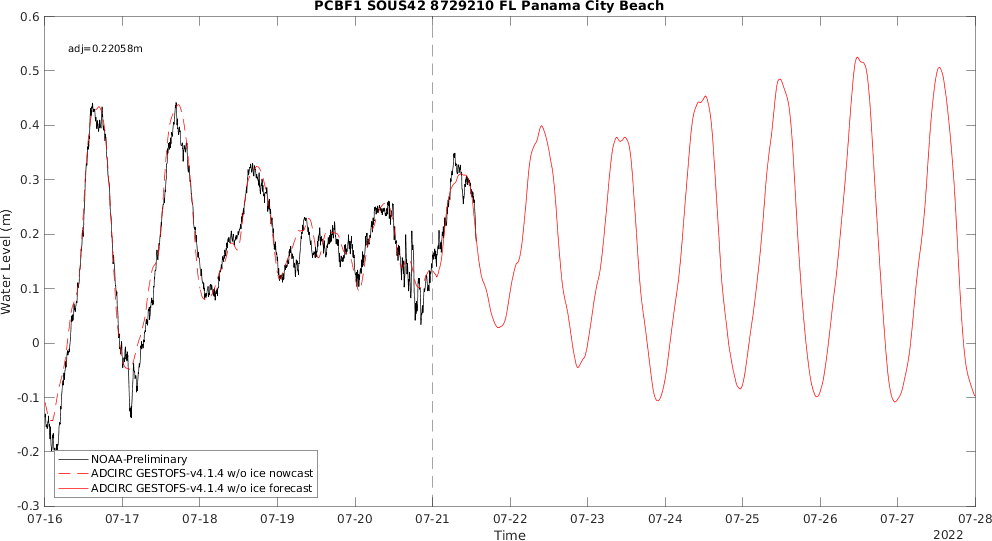 PCBF1 SOUS42 8729210 FL Panama City Beach
adj=0.22058m
Water Level (m)
0.6
0.5
0.4
0.3
0.2
0.1
0
-0.1
-0.2
-0.3
NOAA-Preliminary
ADCIRC GESTOFS-v4.1.4 w/o ice nowcast
ADCIRC GESTOFS-v4.1.4 w/o ice forecast
07-16 07-17 07-18 07-19 07-20 07-21 07-22 07-23 07-24 07-25 07-26 07-27 07-28
Time
2022